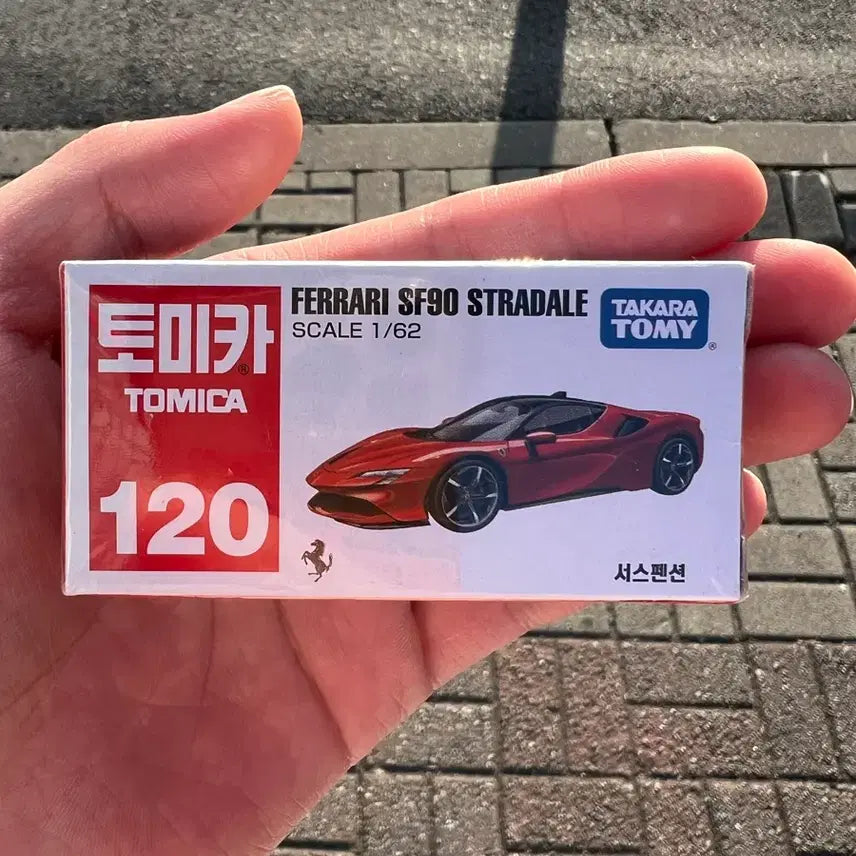 토미카®
TOMICA
120
FERRARI SF90 STRADALE
SCALE 1/62
TAKARA
TOMY®
서스펜션